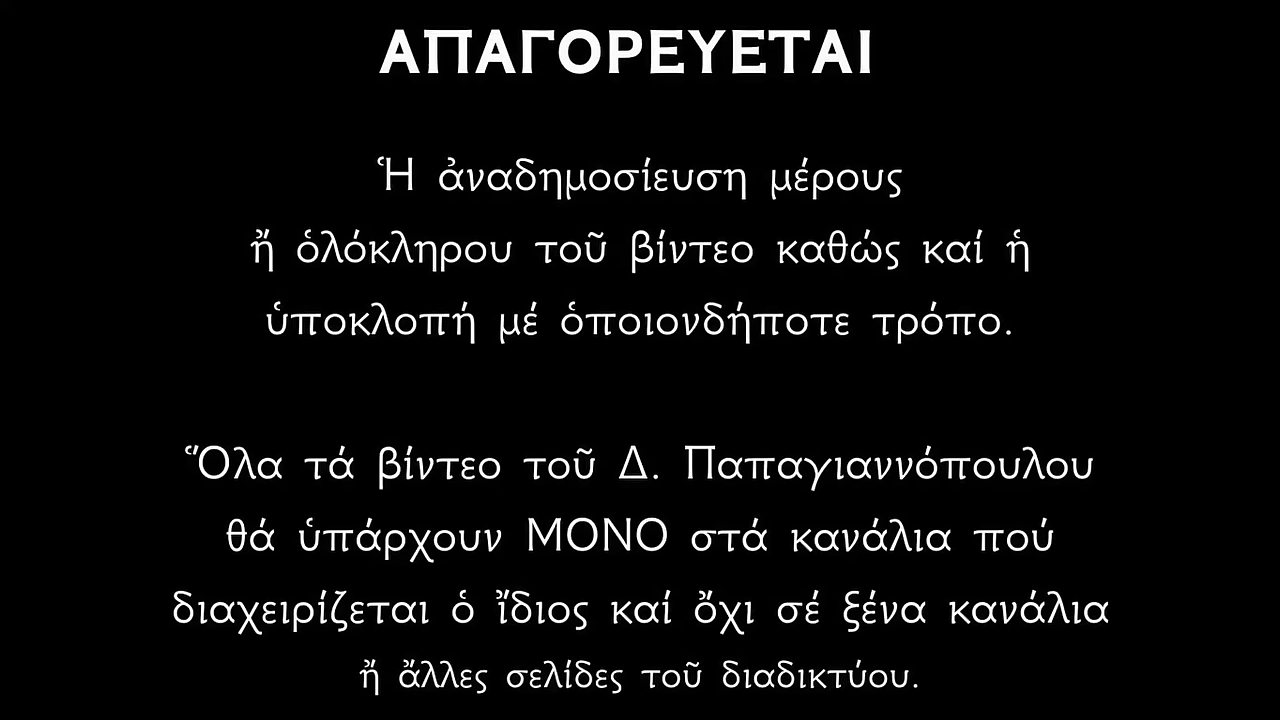 ΑΠΑΓΟΡΕΥΕΤΑΙ
Ἡ ἀναδημοσίευση μέρους
ἤ ὁλόκληρου τοῦ βίντεο καθώς καί ἡ
ὑποκλοπή μέ ὁποιονδήποτε τρόπο.
Ὅλα τά βίντεο τοῦ Δ. Παπαγιαννόπουλου
θά ὑπάρχουν ΜΟΝΟ στά κανάλια πού
διαχειρίζεται ὁ ἴδιος καί ὄχι σέ ξένα κανάλια
ἤ ἄλλες σελίδες τοῦ διαδικτύου.